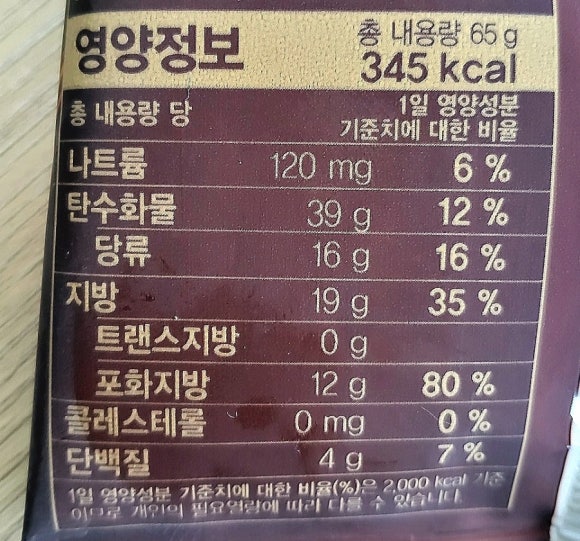 영양정보
총 내용량 65 g
345 kcal
총 내용량 당
1일 영양성분
기준치에 대한 비율
나트륨 120 mg 6 %
탄수화물 39 g 12 %
당류 16 g 16 %
지방 19 g 35 %
트랜스지방 0 g
포화지방 12 g 80 %
콜레스테롤 0 mg 0 %
단백질 4 g 7 %
1일 영양성분 기준치에 대한 비율(%)은 2,000 kcal 기준
이므로 개인의 필요열량에 따라 다를 수 있습니다.